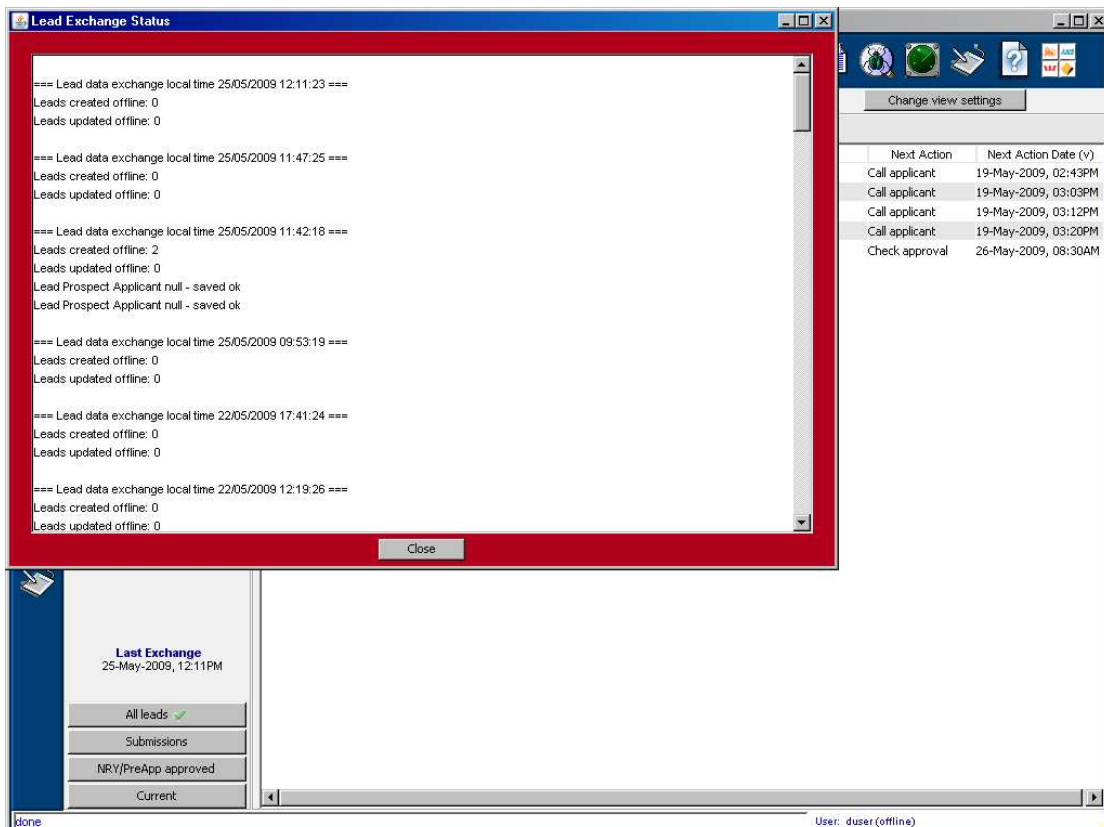 Lead Exchange Status
=== Lead data exchange local time 25/05/2009 12:11:23 ===
Leads created offline: 0
Leads updated offline: 0
=== Lead data exchange local time 25/05/2009 11:47:25 ===
Leads created offline: 0
Leads updated offline: 0
=== Lead data exchange local time 25/05/2009 11:42:18 ===
Leads created offline: 2
Leads updated offline: 0
Lead Prospect Applicant null - saved ok
Lead Prospect Applicant null - saved ok
=== Lead data exchange local time 25/05/2009 09:53:19 ===
Leads created offline: 0
Leads updated offline: 0
=== Lead data exchange local time 22/05/2009 17:41:24 ===
Leads created offline: 0
Leads updated offline: 0
=== Lead data exchange local time 22/05/2009 12:19:26 ===
Leads created offline: 0
Leads updated offline: 0
Close
Change view settings
Next Action Next Action Date (v)
Call applicant 19-May-2009, 02:43PM
Call applicant 19-May-2009, 03:03PM
Call applicant 19-May-2009, 03:12PM
Call applicant 19-May-2009, 03:20PM
Check approval 26-May-2009, 08:30AM
Last Exchange
25-May-2009, 12:11PM
All leads
Submissions
NRY/PreApp approved
Current
done
User: duser (offline)